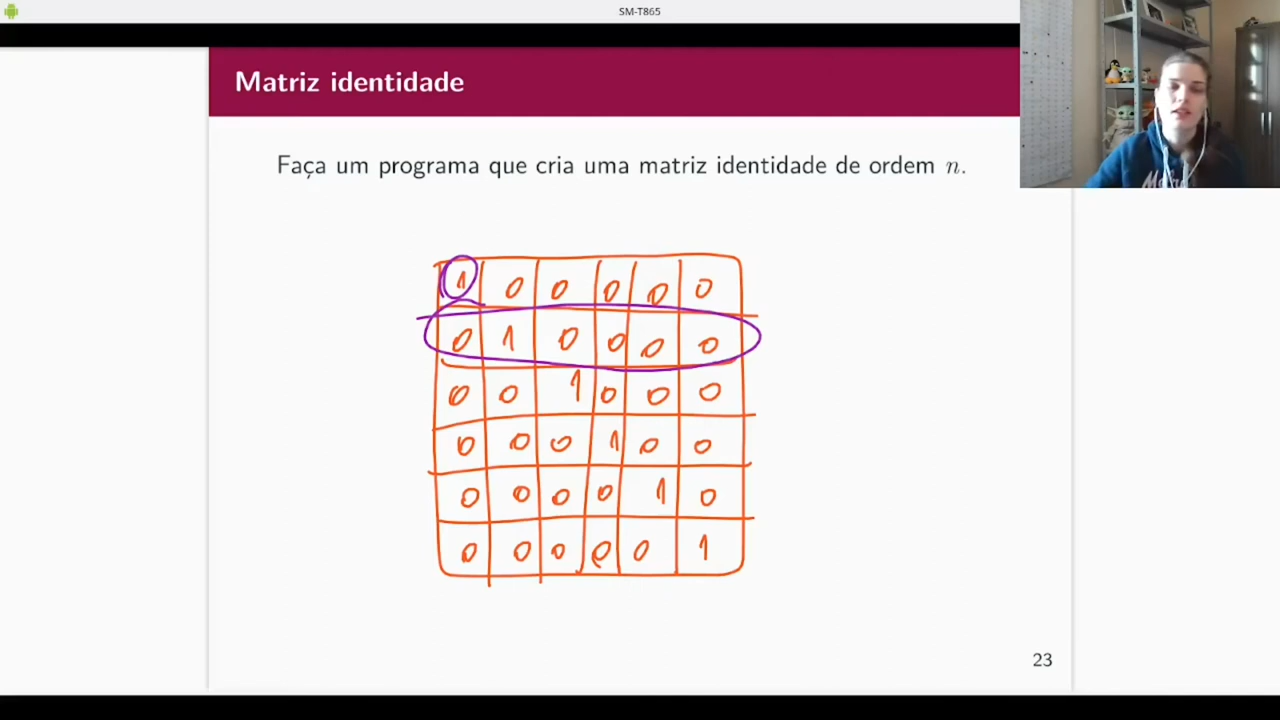 SM-T865
Matriz identidade
Faça um programa que cria uma matriz identidade de ordem n.
1 0 0 0 0 0
0 1 0 0 0 0
0 0 1 0 0 0
0 0 0 1 0 0
0 0 0 0 1 0
0 0 0 0 0 1
23